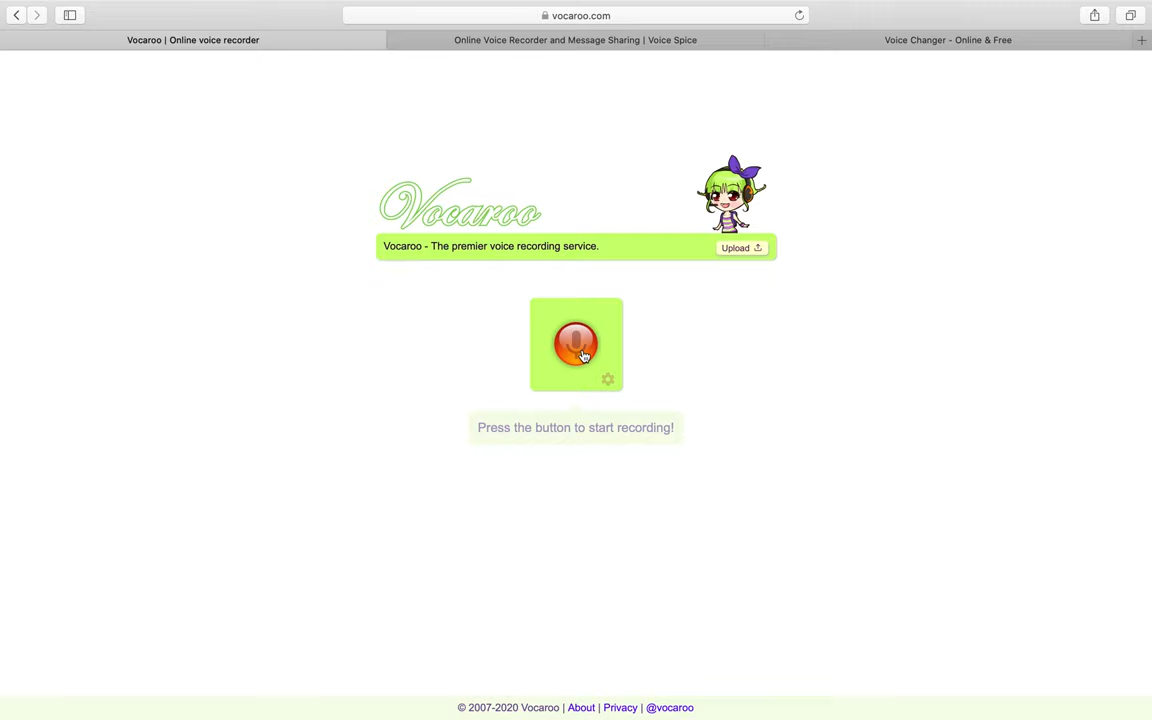 vocaroo.com
Vocaroo | Online voice recorder
Online Voice Recorder and Message Sharing | Voice Spice
Voice Changer - Online & Free
Vocaroo
Vocaroo - The premier voice recording service.
Upload
Press the button to start recording!
© 2007-2020 Vocaroo | About | Privacy | @vocaroo